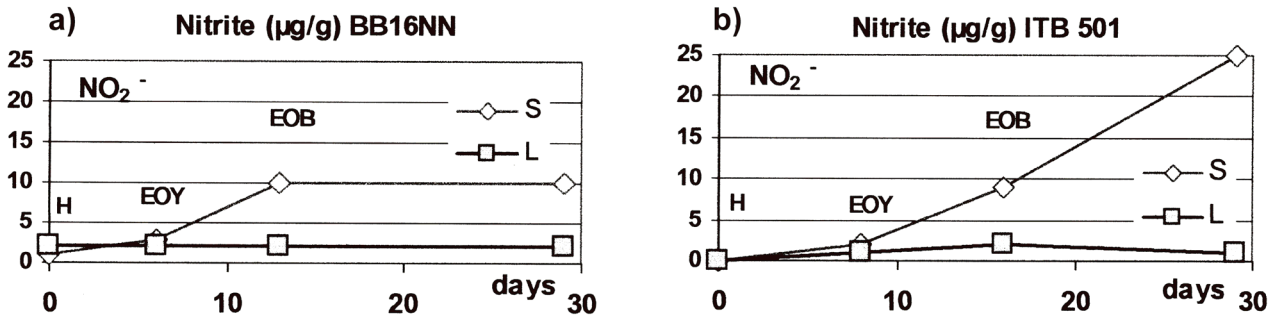 a)
Nitrite (µg/g) BB16NN
25
20
15
10
5
0
NO₂⁻
H
EOY
EOB
S
L
0
10
20
30
days
b)
Nitrite (µg/g) ITB 501
25
20
15
10
5
0
NO₂⁻
H
EOY
EOB
S
L
0
10
20
30
days